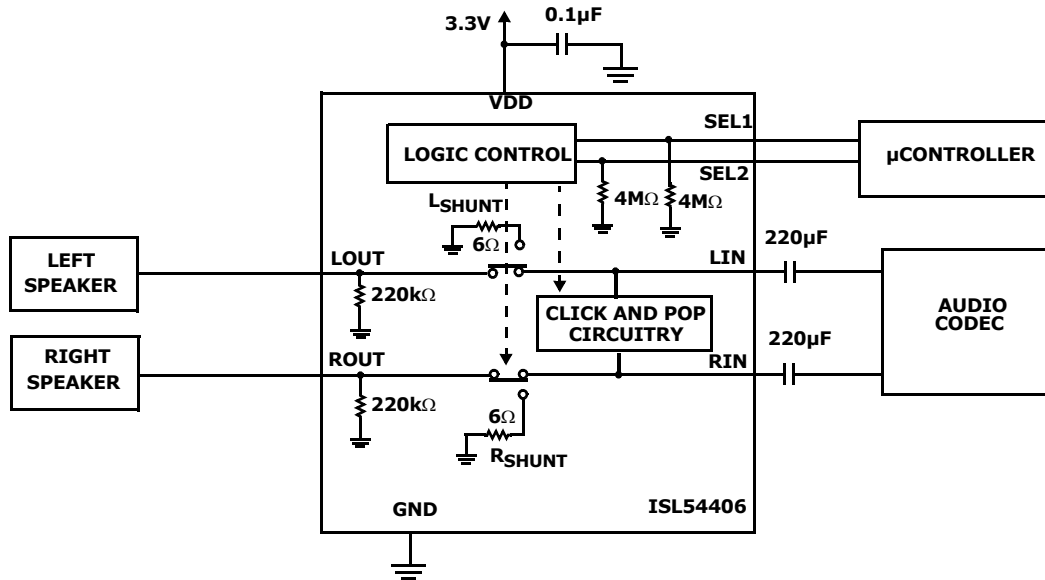 3.3V
0.1µF
VDD
LOGIC CONTROL
SEL1
SEL2
µCONTROLLER
4MΩ
4MΩ
LSHUNT
6Ω
220µF
LEFT
SPEAKER
LOUT
LIN
220kΩ
CLICK AND POP
CIRCUITRY
AUDIO
CODEC
RIGHT
SPEAKER
ROUT
RIN
220µF
220kΩ
6Ω
RSHUNT
GND
ISL54406